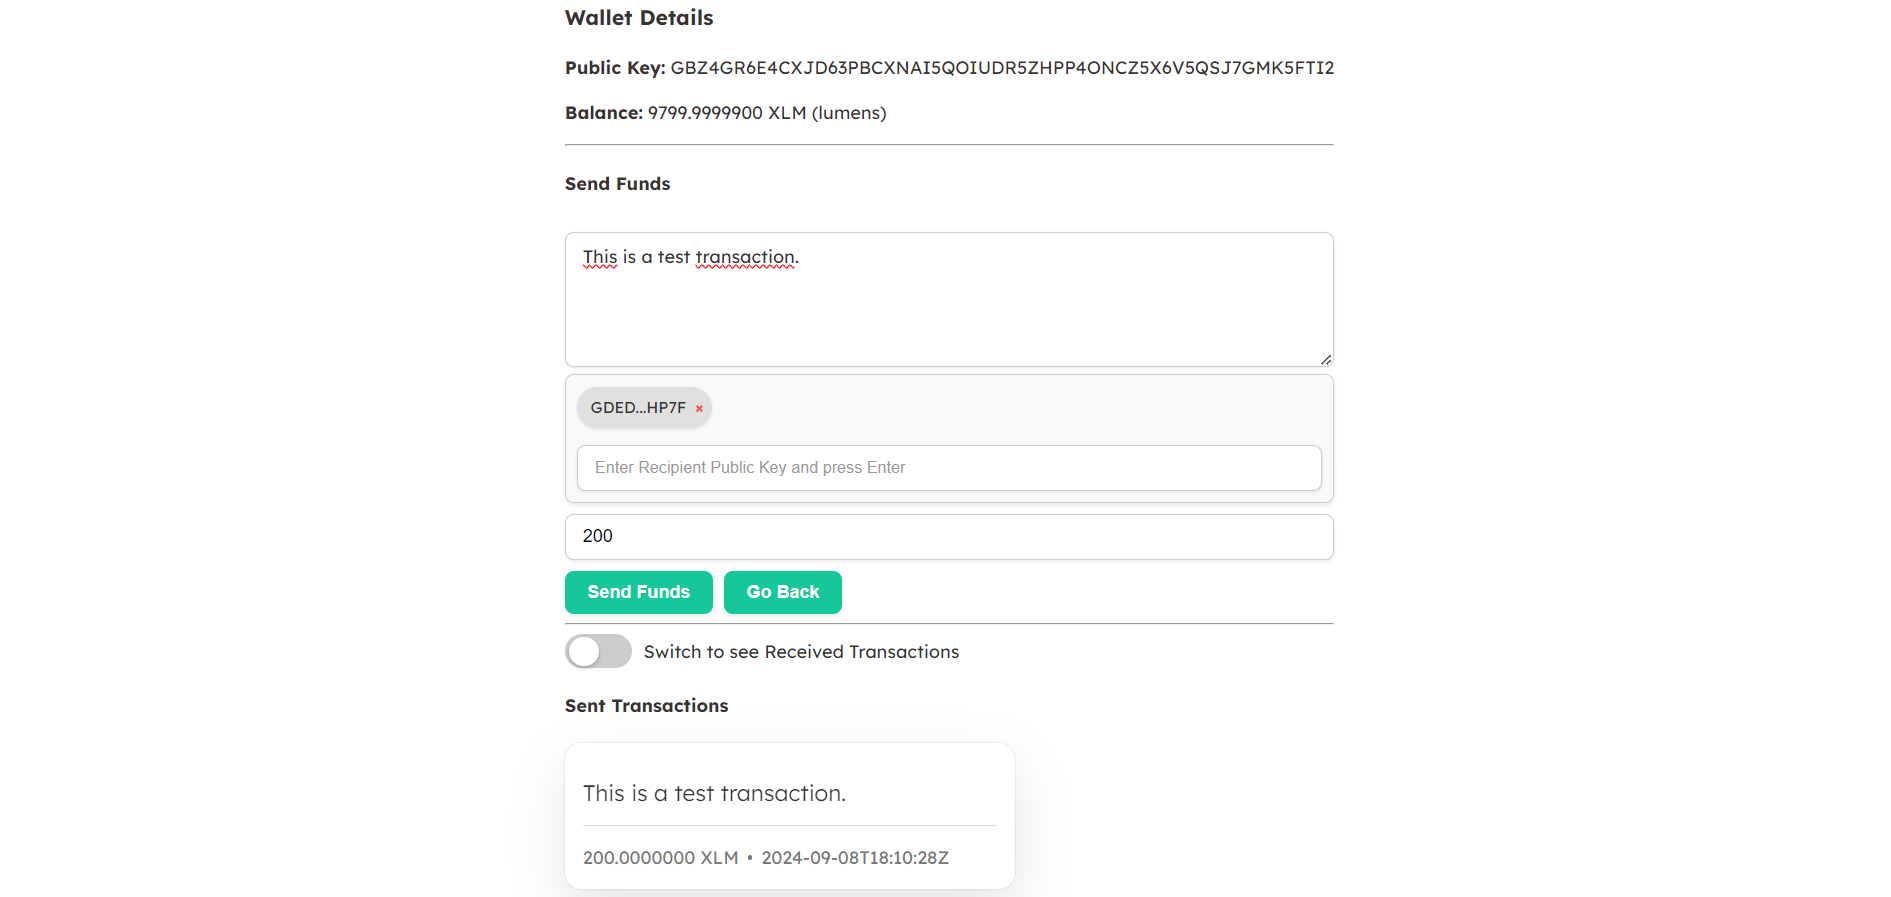 Wallet Details
Public Key: GBZ4GR6E4CXJD63PBCXNAI5QOIUDR5ZHPP4ONCZ5X6V5QSJ7GMK5FTI2
Balance: 9799.9999900 XLM (lumens)
Send Funds
This is a test transaction.
GDED...HP7F ×
Enter Recipient Public Key and press Enter
200
Send Funds Go Back
Switch to see Received Transactions
Sent Transactions
This is a test transaction.
200.0000000 XLM • 2024-09-08T18:10:28Z